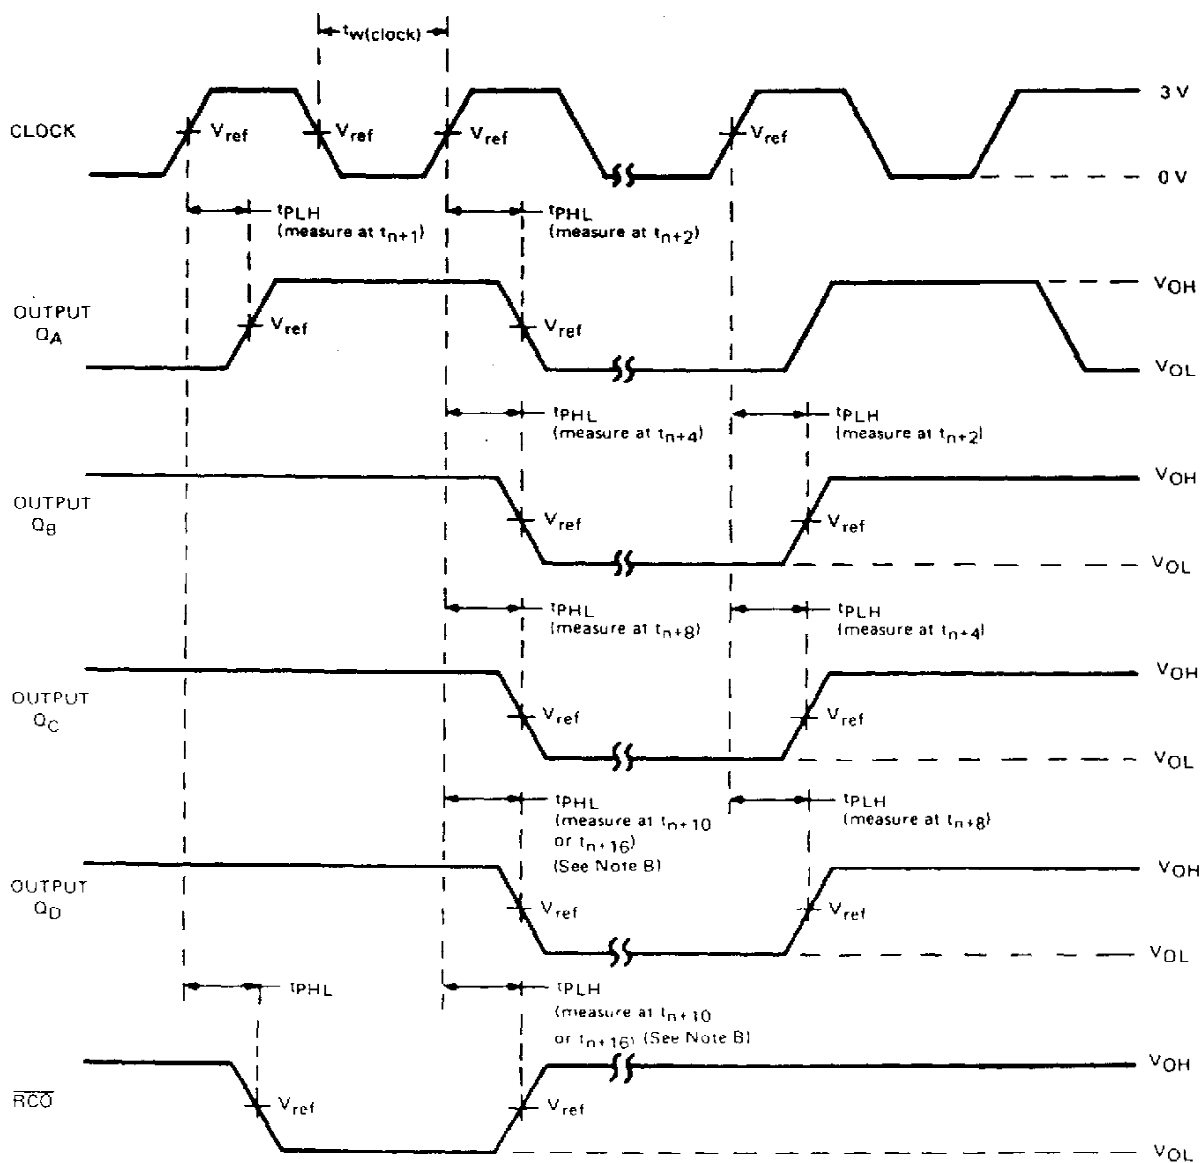 tw(clock)
3 V
CLOCK
Vref
Vref
Vref
Vref
0 V
tPLH
(measure at tn+1)
tPHL
(measure at tn+2)
VOH
OUTPUT
QA
Vref
Vref
VOL
tPHL
(measure at tn+4)
tPLH
(measure at tn+2)
VOH
OUTPUT
QB
Vref
Vref
VOL
tPHL
(measure at tn+8)
tPLH
(measure at tn+4)
VOH
OUTPUT
QC
Vref
Vref
VOL
tPHL
(measure at tn+10
or tn+16)
(See Note B)
tPLH
(measure at tn+8)
VOH
OUTPUT
QD
Vref
Vref
VOL
tPHL
tPLH
(measure at tn+10
or tn+16) (See Note B)
VOH
RCO
Vref
Vref
VOL